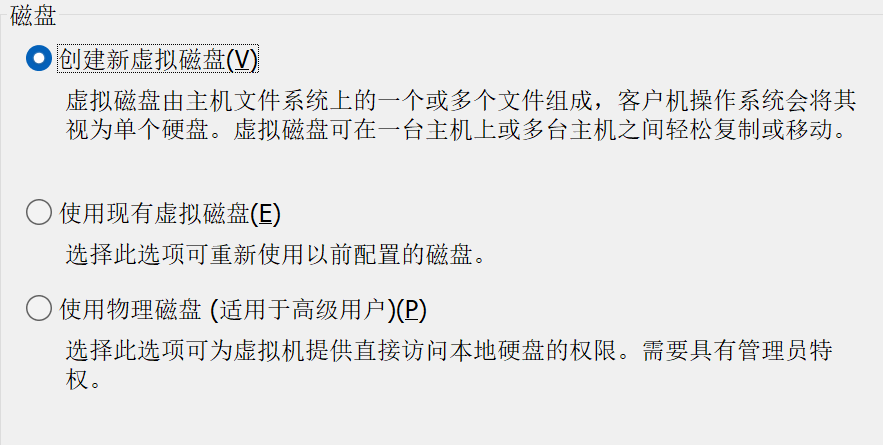 磁盘
创建新虚拟磁盘(V)
虚拟磁盘由主机文件系统上的一个或多个文件组成，客户机操作系统会将其
视为单个硬盘。虚拟磁盘可在一台主机上或多台主机之间轻松复制或移动。
使用现有虚拟磁盘(E)
选择此选项可重新使用以前配置的磁盘。
使用物理磁盘 (适用于高级用户)(P)
选择此选项可为虚拟机提供直接访问本地硬盘的权限。需要具有管理员特
权。